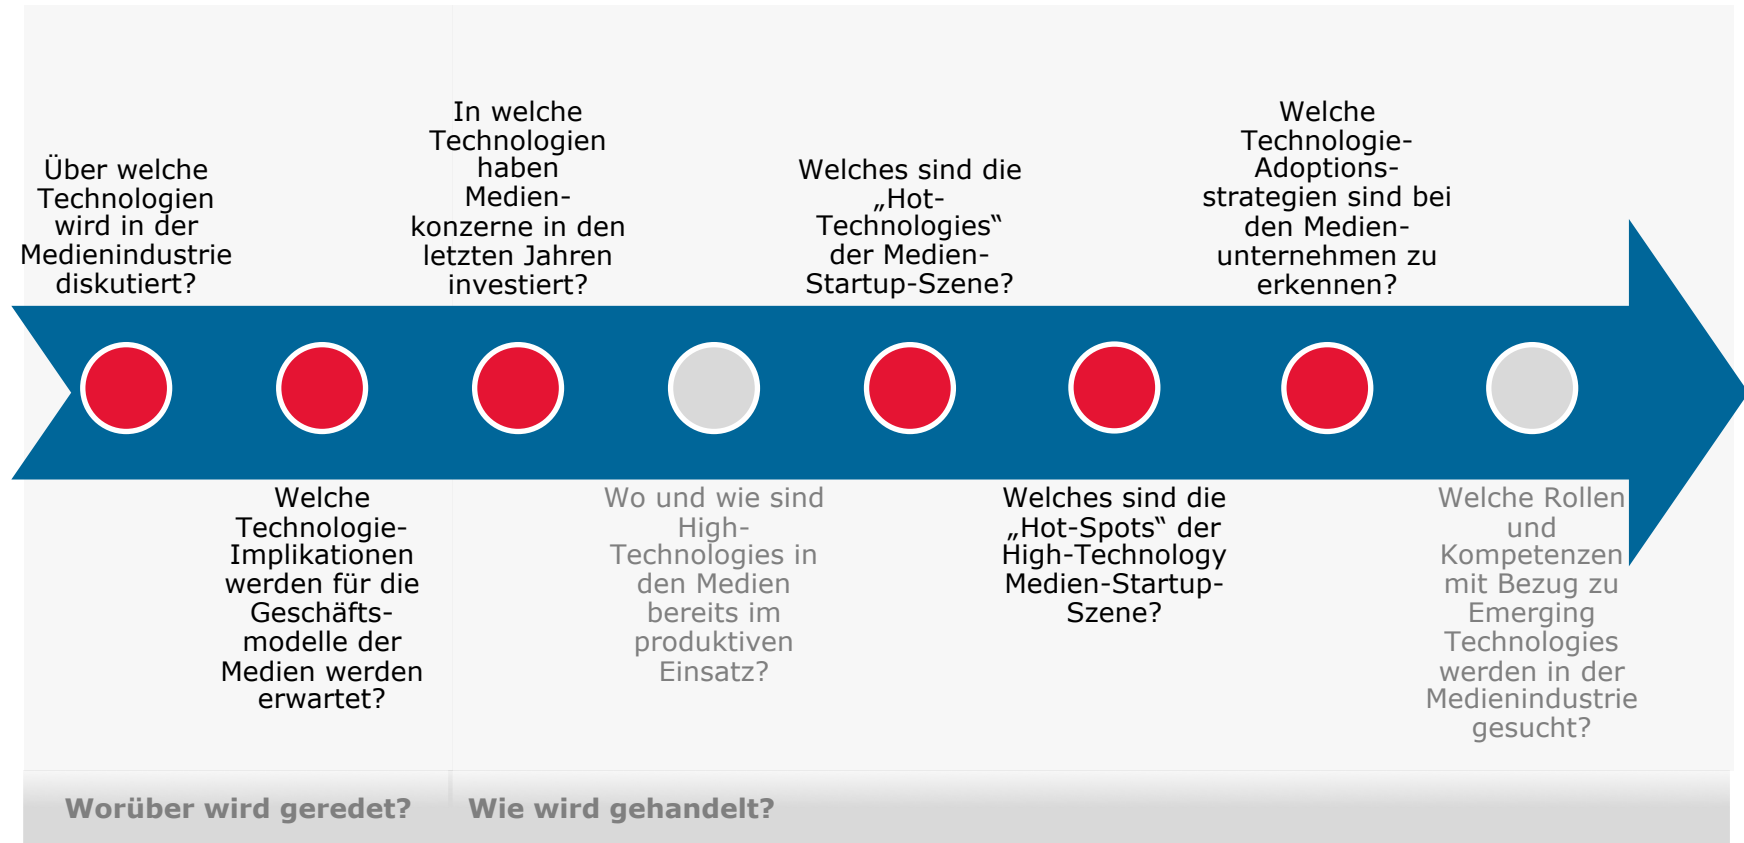 Über welche
Technologien
wird in der
Medienindustrie
diskutiert?
Welche
Technologie-
Implikationen
werden für die
Geschäfts-
modelle der
Medien werden
erwartet?
In welche
Technologien
haben
Medien-
konzerne in den
letzten Jahren
investiert?
Wo und wie sind
High-
Technologies in
den Medien
bereits im
produktiven
Einsatz?
Welches sind die
„Hot-
Technologies“
der Medien-
Startup-Szene?
Welches sind die
„Hot-Spots“ der
High-Technology
Medien-Startup-
Szene?
Welche
Technologie-
Adoptions-
strategien sind bei
den Medien-
unternehmen zu
erkennen?
Welche Rollen
und
Kompetenzen
mit Bezug zu
Emerging
Technologies
werden in der
Medienindustrie
gesucht?
Worüber wird geredet?
Wie wird gehandelt?